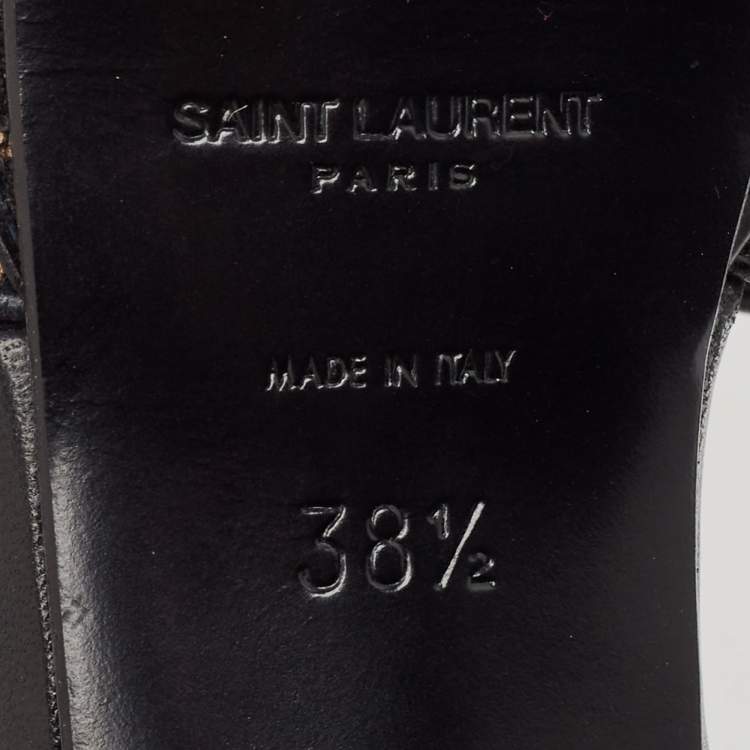 SAINT LAURENT
PARIS
MADE IN ITALY
38½